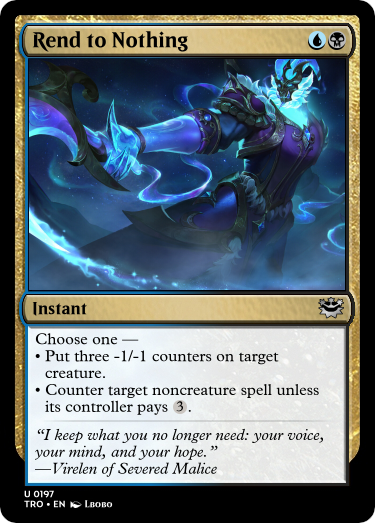 Rend to Nothing
Instant
Choose one —
• Put three -1/-1 counters on target
creature.
• Counter target noncreature spell unless
its controller pays 3.
“I keep what you no longer need: your voice,
your mind, and your hope.”
—Virelen of Severed Malice
U 0197
TRO • EN Lbobo